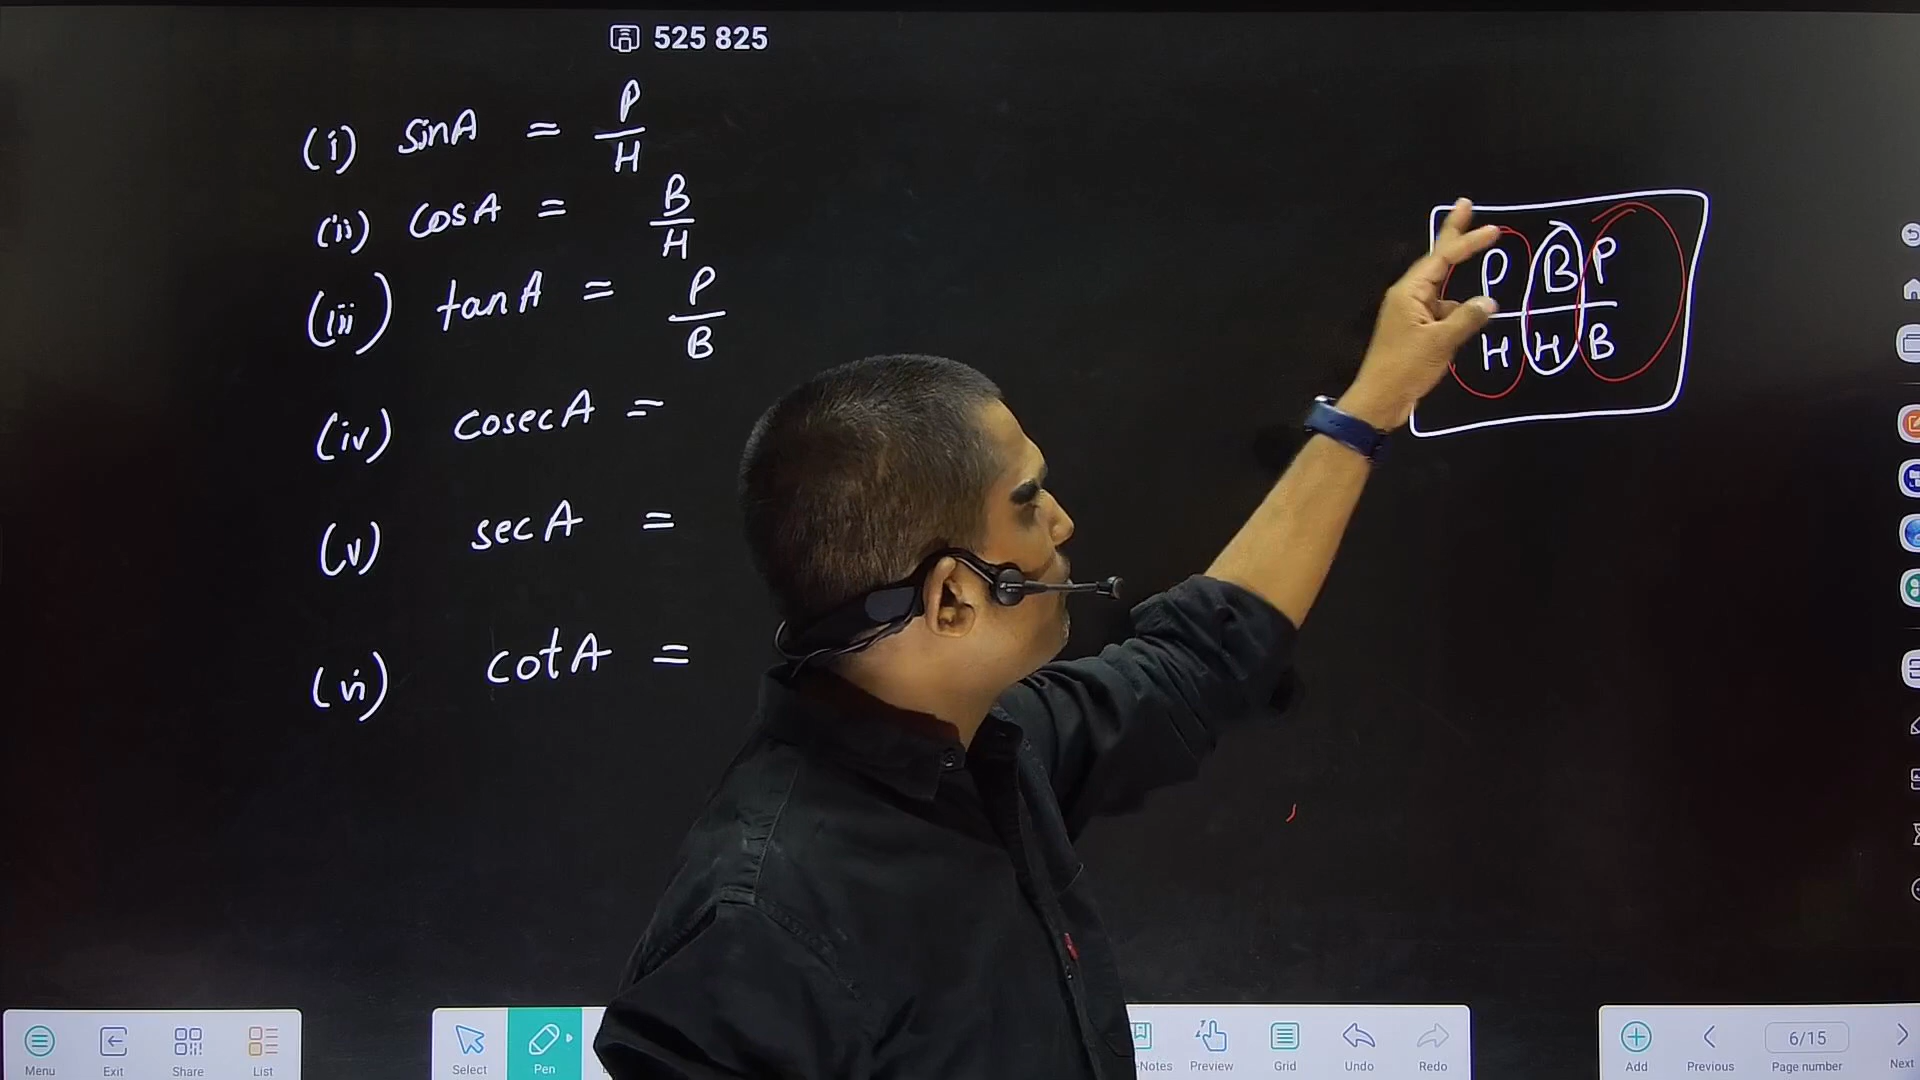 525 825
(i) sinA = P/H
(ii) cosA = B/H
(iii) tanA = P/B
(iv) cosecA =
(v) secA =
(vi) cotA =
P B P
H H B
Menu Exit Share List
Select Pen
-Notes Preview Grid Undo Redo
Add Previous 6/15 Page number Next